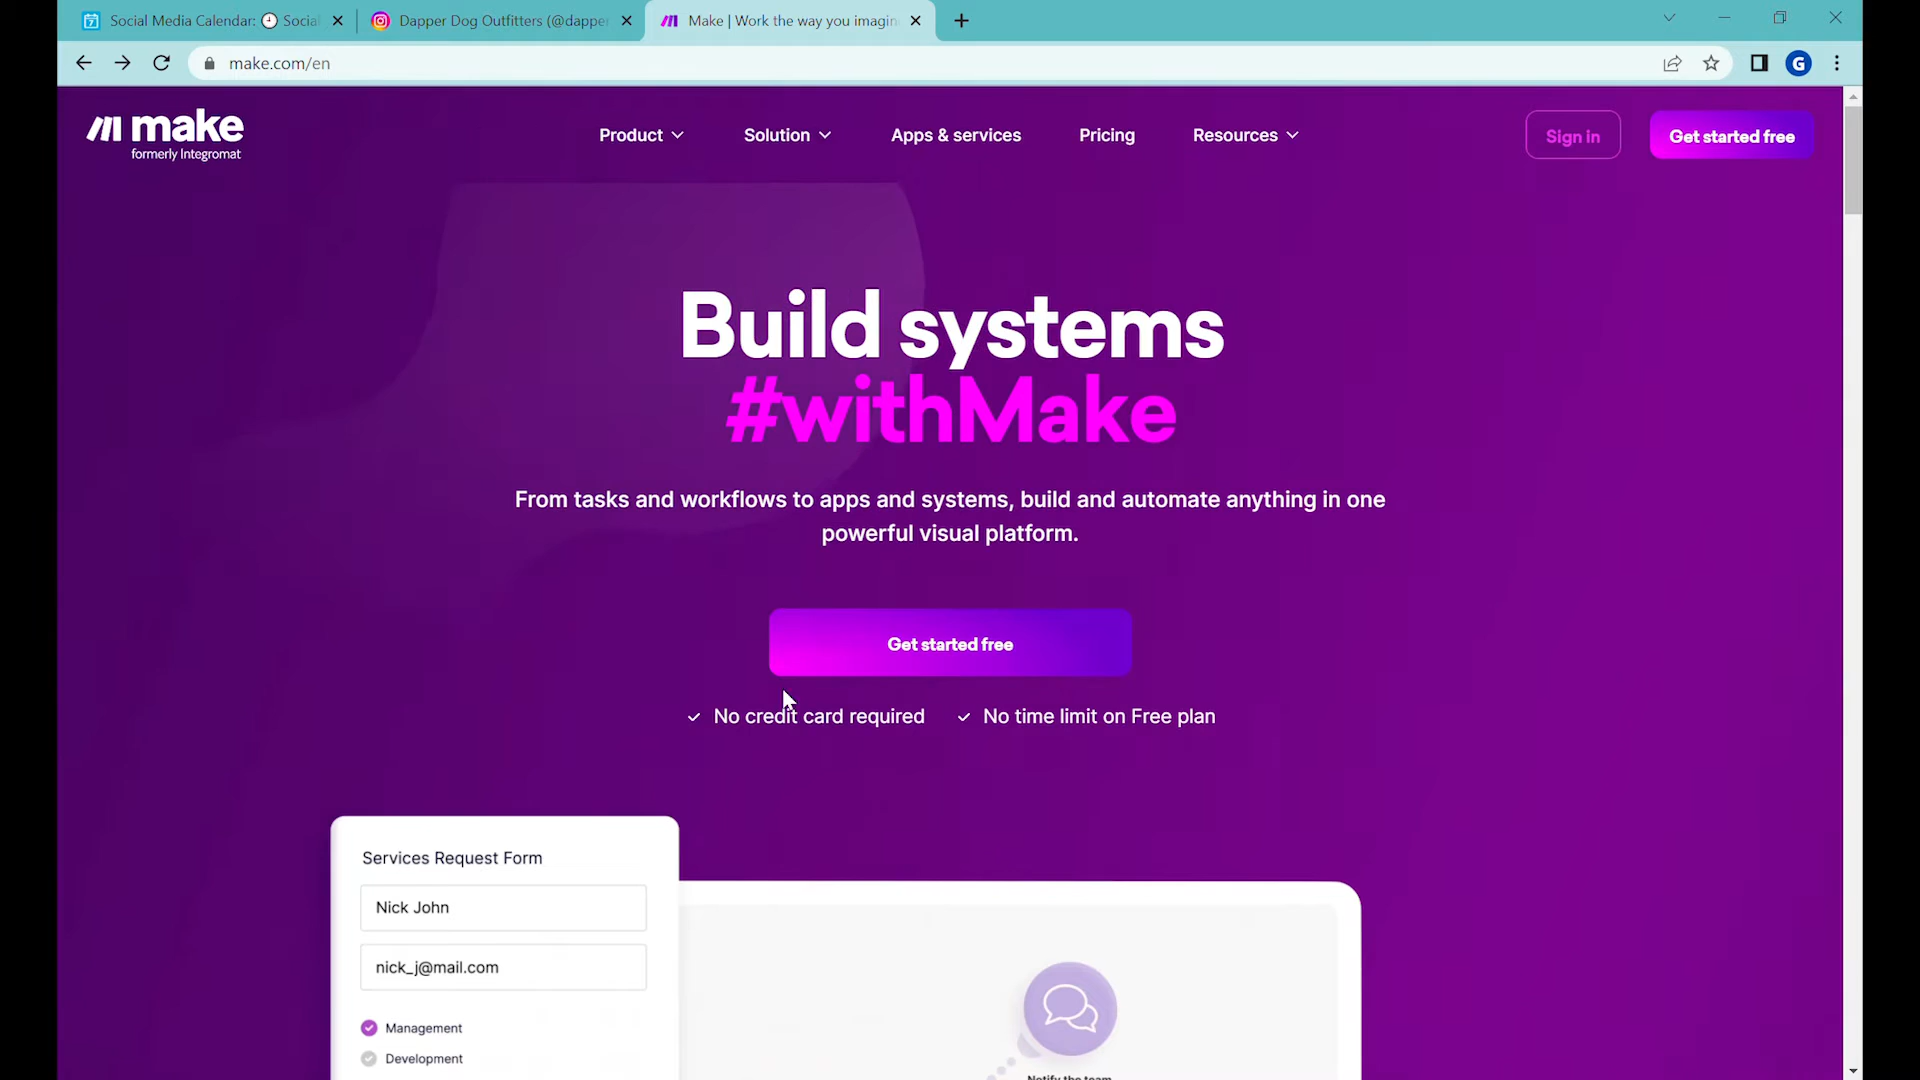 Social Media Calendar: Social
Dapper Dog Outfitters (@dapper
Make | Work the way you imagin
G
make.com/en
make
formerly Integromat
Product
Solution
Apps & services
Pricing
Resources
Sign in
Get started free
Build systems
#withMake
From tasks and workflows to apps and systems, build and automate anything in one
powerful visual platform.
Get started free
No credit card required
No time limit on Free plan
Services Request Form
Nick John
nick_j@mail.com
Management
Development
Notify the team